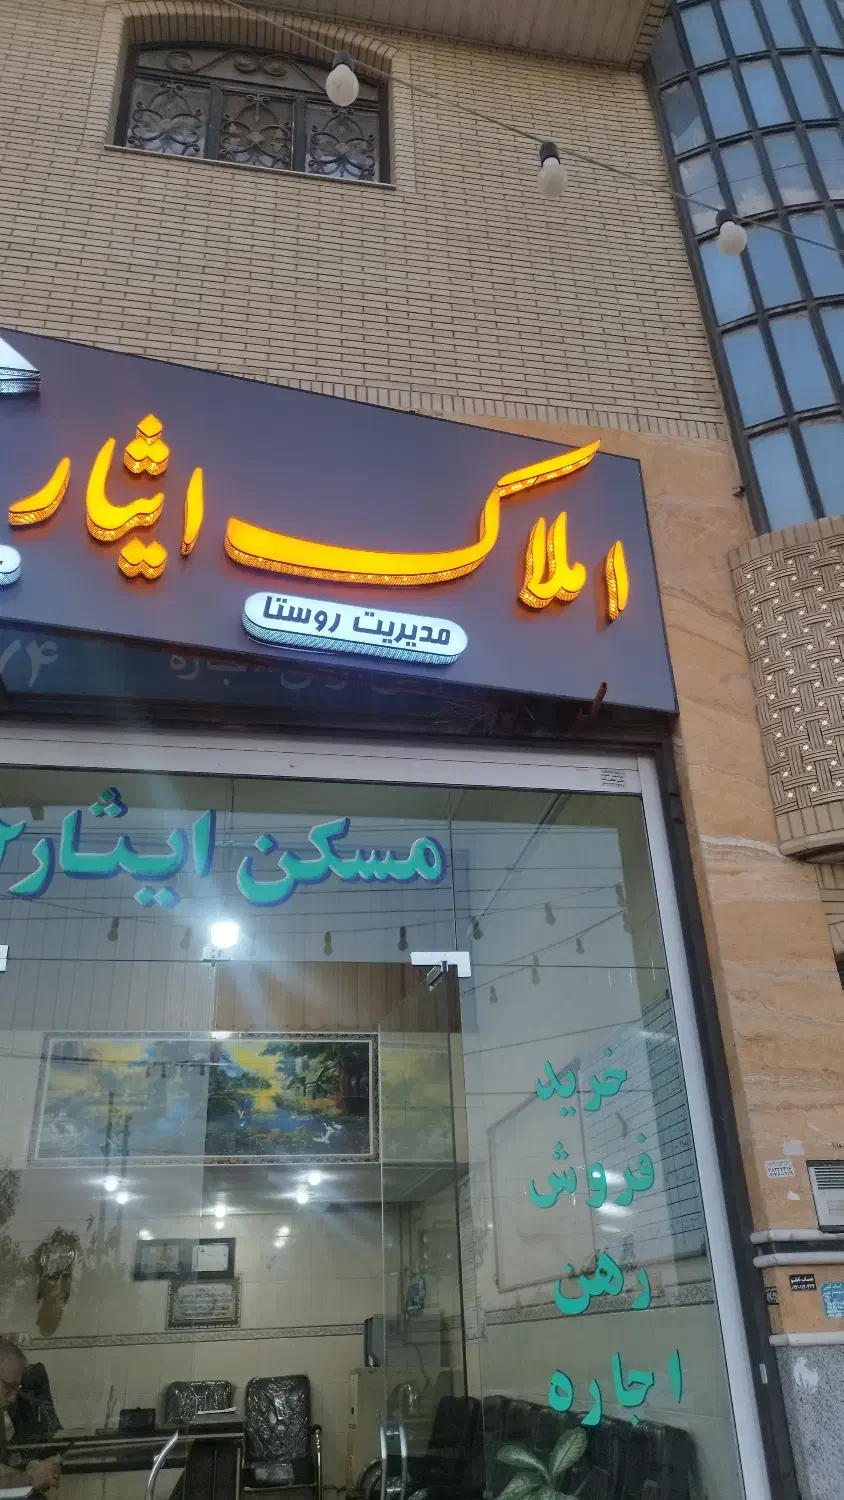 املاک ایثار
مدیریت روستا
مسکن ایثار
خرید
فروش
رهن
اجاره